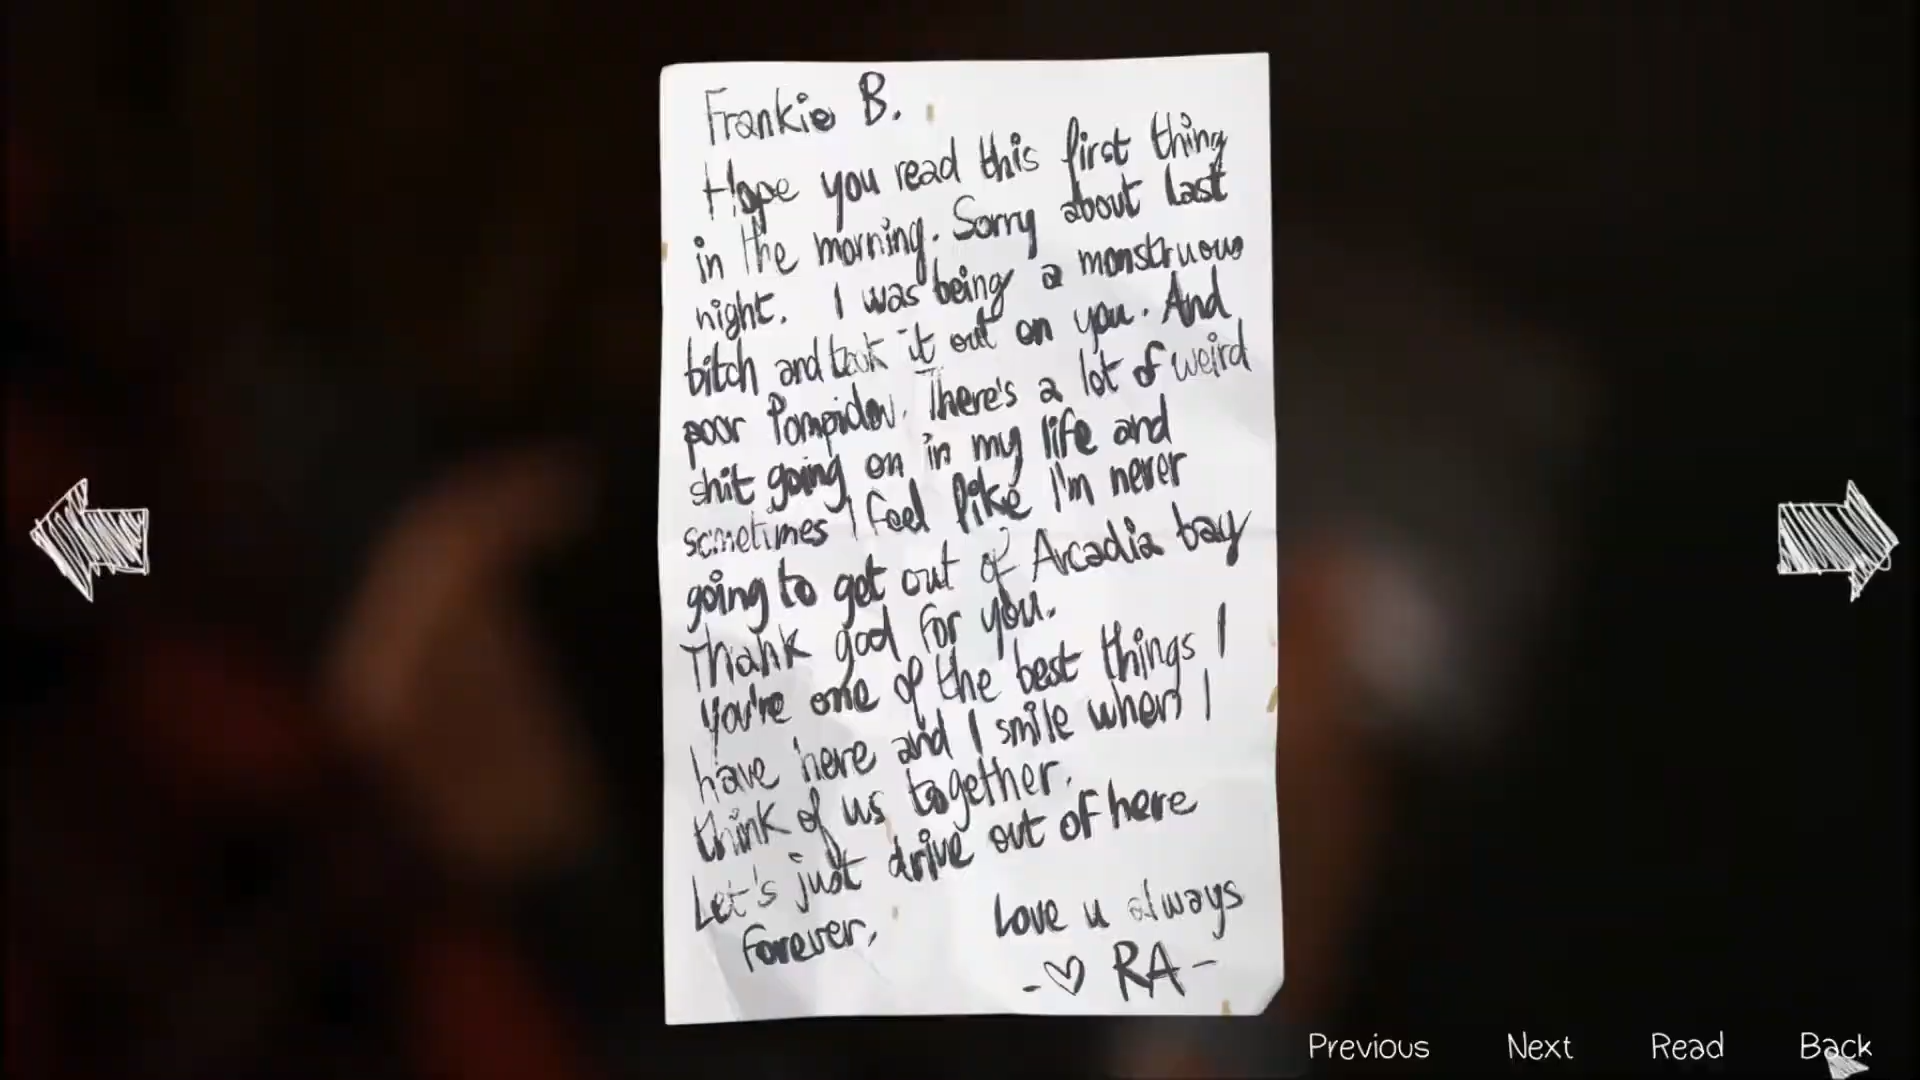 Frankie B.
Hope you read this first thing
in the morning. Sorry about last
night. I was being a monstruous
bitch and took it out on you. And
poor Pompidou. There's a lot of weird
shit going on in my life and
sometimes I feel like I'm never
going to get out of Arcadia bay
Thank god for you.
You're one of the best things I
have here and I smile when I
think of us together.
Let's just drive out of here
forever,
Love u always
-♡ RA-
Previous Next Read Back